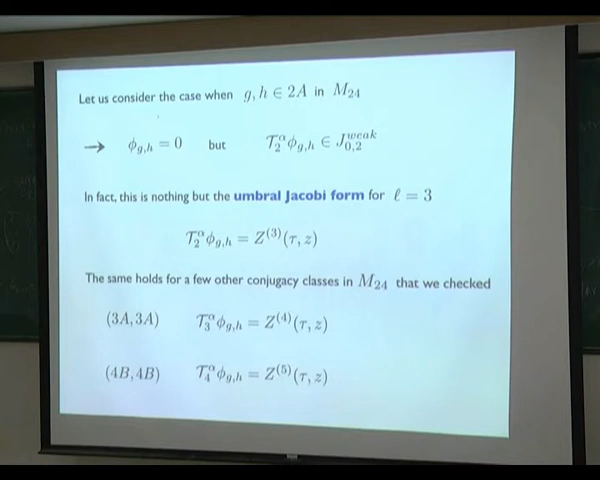 Let us consider the case when g, h ∈ 2A in M₂₄
→ ϕ_{g,h} = 0 but 𝒯₂^α ϕ_{g,h} ∈ J_{0,2}^{weak}
In fact, this is nothing but the umbral Jacobi form for ℓ = 3
𝒯₂^α ϕ_{g,h} = Z^{(3)}(τ, z)
The same holds for a few other conjugacy classes in M₂₄ that we checked
(3A, 3A) 𝒯₃^α ϕ_{g,h} = Z^{(4)}(τ, z)
(4B, 4B) 𝒯₄^α ϕ_{g,h} = Z^{(5)}(τ, z)